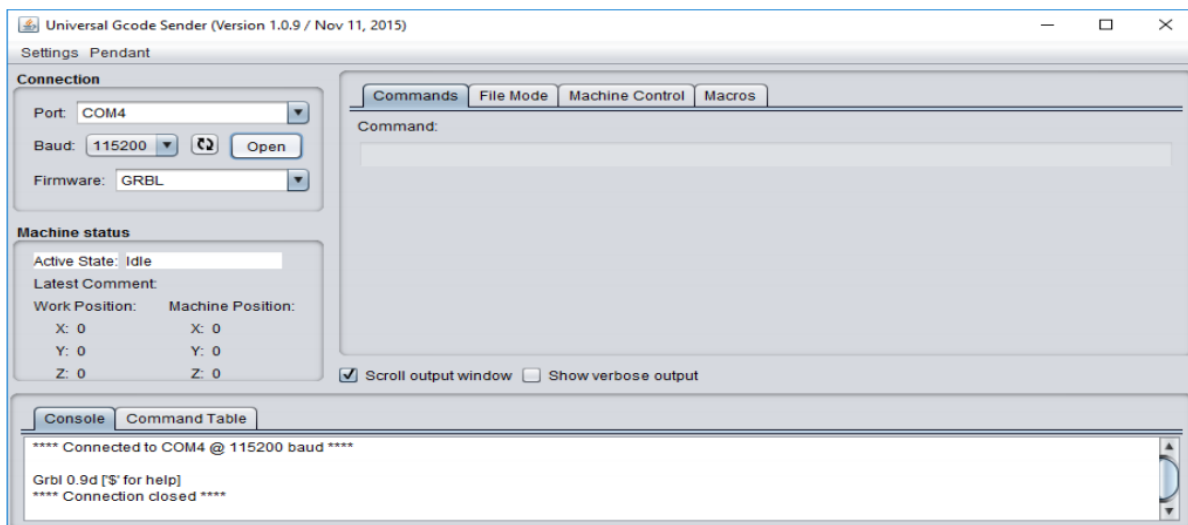 Universal Gcode Sender (Version 1.0.9 / Nov 11, 2015)
Settings Pendant
Connection
Port: COM4
Baud: 115200 Open
Firmware: GRBL
Machine status
Active State: Idle
Latest Comment:
Work Position: Machine Position:
X: 0 X: 0
Y: 0 Y: 0
Z: 0 Z: 0
Commands File Mode Machine Control Macros
Command:
Scroll output window Show verbose output
Console Command Table
**** Connected to COM4 @ 115200 baud ****
Grbl 0.9d ['$' for help]
**** Connection closed ****